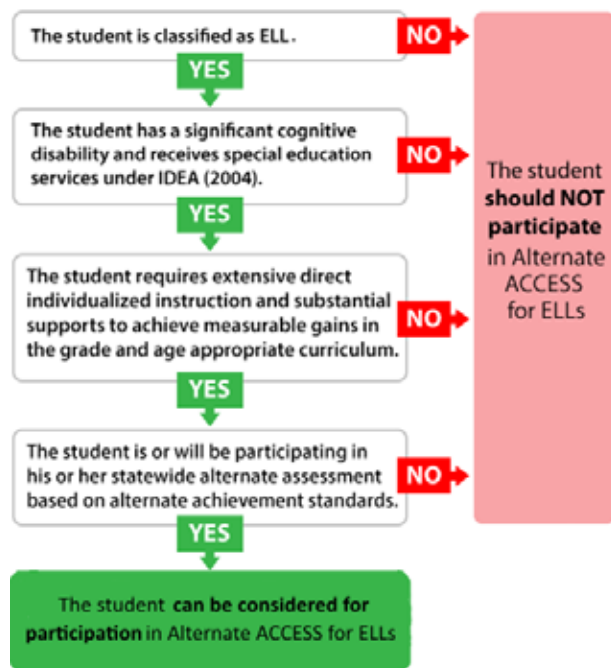 The student is classified as ELL.
NO
YES
The student has a significant cognitive
disability and receives special education
services under IDEA (2004).
NO
YES
The student requires extensive direct
individualized instruction and substantial
supports to achieve measurable gains in
the grade and age appropriate curriculum.
NO
YES
The student is or will be participating in
his or her statewide alternate assessment
based on alternate achievement standards.
NO
YES
The student can be considered for
participation in Alternate ACCESS for ELLs
The student
should NOT
participate
in Alternate
ACCESS
for ELLs